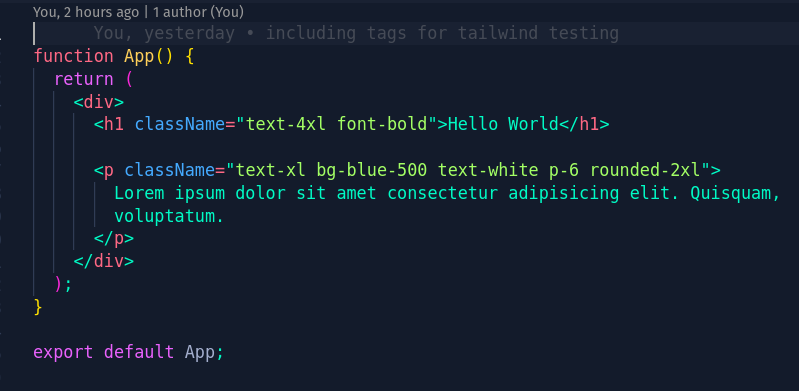 You, 2 hours ago | 1 author (You)
You, yesterday • including tags for tailwind testing
function App() {
  return (
    <div>
      <h1 className="text-4xl font-bold">Hello World</h1>

      <p className="text-xl bg-blue-500 text-white p-6 rounded-2xl">
        Lorem ipsum dolor sit amet consectetur adipisicing elit. Quisquam,
        voluptatum.
      </p>
    </div>
  );
}

export default App;